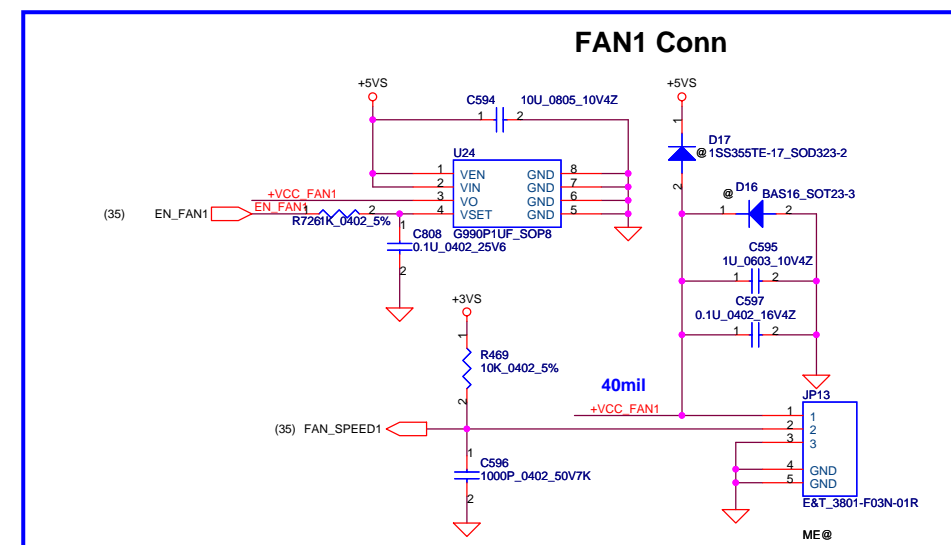 FAN1 Conn
+5VS
C594 10U_0805_10V4Z
1 2
U24
1 VEN GND 8
2 VIN GND 7
3 VO GND 6
4 VSET GND 5
G990P1UF_SOP8
+VCC_FAN1
(35) EN_FAN1
EN_FAN1
1 2
R726 1K_0402_5%
1
C808
0.1U_0402_25V6
2
+5VS
1
D17
@ 1SS355TE-17_SOD323-2
2
@ D16 BAS16_SOT23-3
1 2
C595
1U_0603_10V4Z
1 2
C597
0.1U_0402_16V4Z
1 2
+3VS
1
R469
10K_0402_5%
2
(35) FAN_SPEED1
1
C596
1000P_0402_50V7K
2
40mil
+VCC_FAN1
JP13
1 1
2 2
3 3
4 GND
5 GND
E&T_3801-F03N-01R
ME@